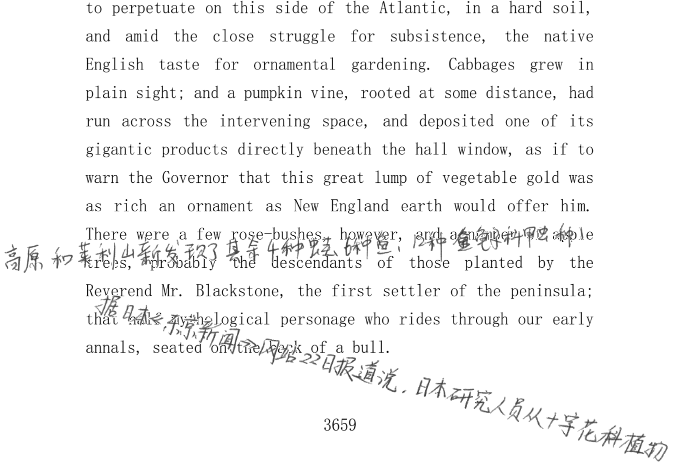 to perpetuate on this side of the Atlantic, in a hard soil,
and amid the close struggle for subsistence, the native
English taste for ornamental gardening. Cabbages grew in
plain sight; and a pumpkin vine, rooted at some distance, had
run across the intervening space, and deposited one of its
gigantic products directly beneath the hall window, as if to
warn the Governor that this great lump of vegetable gold was
as rich an ornament as New England earth would offer him.
There were a few rose-bushes, however, and a number of apple
高原和莱利山新发现了其余4种蛙、6种鱼、12种
trees, probably the descendants of those planted by the
Reverend Mr. Blackstone, the first settler of the peninsula;
据日本《东京新闻》网站22日报道说,日本研究人员从十字花科植物
that half mythological personage who rides through our early
annals, seated on the back of a bull.
3659